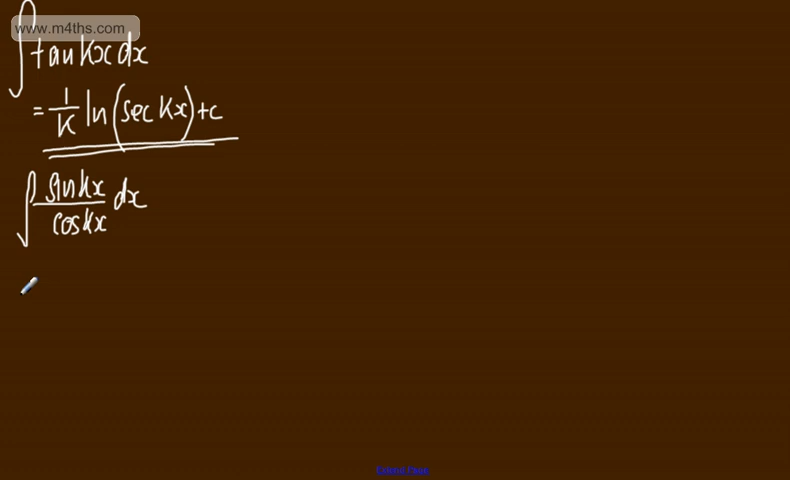 www.m4ths.com
∫ tan kx dx
= 1/k ln(sec kx) + c
∫ sin kx / cos kx dx